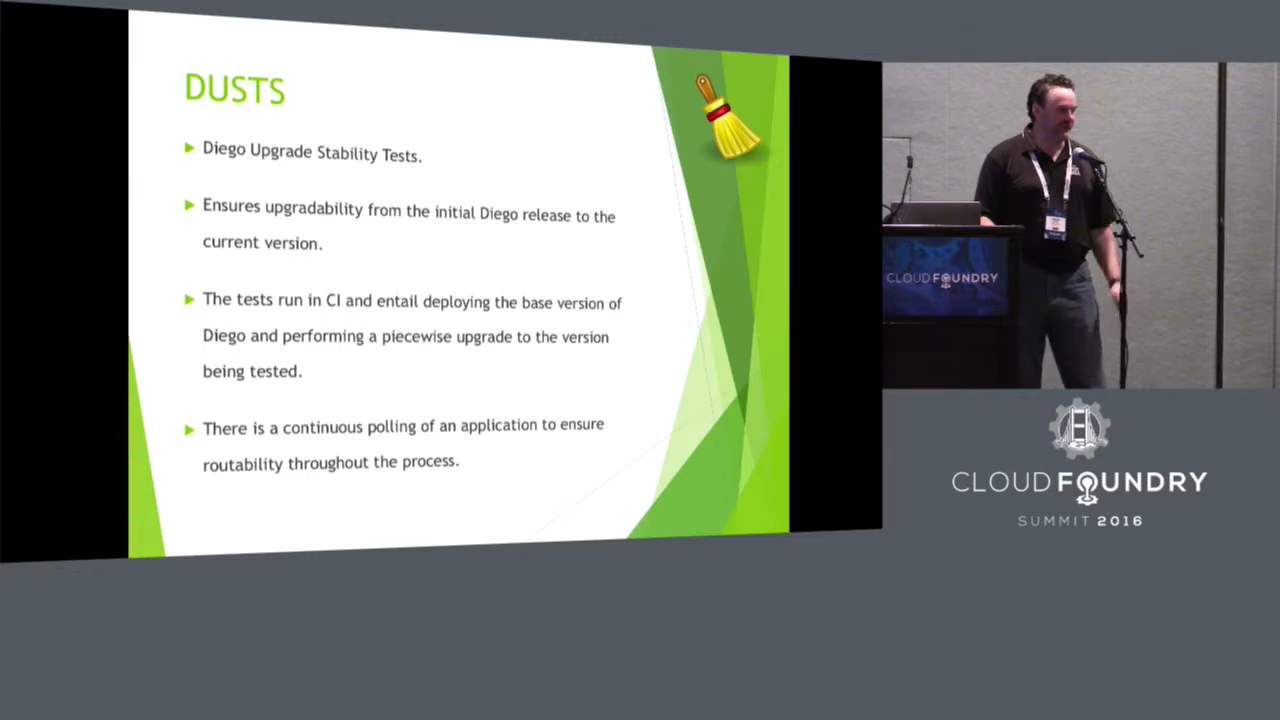 DUSTS
Diego Upgrade Stability Tests.
Ensures upgradability from the initial Diego release to the
current version.
The tests run in CI and entail deploying the base version of
Diego and performing a piecewise upgrade to the version
being tested.
There is a continuous polling of an application to ensure
routability throughout the process.
CLOUD FOUNDRY
CLOUD FOUNDRY
SUMMIT 2016